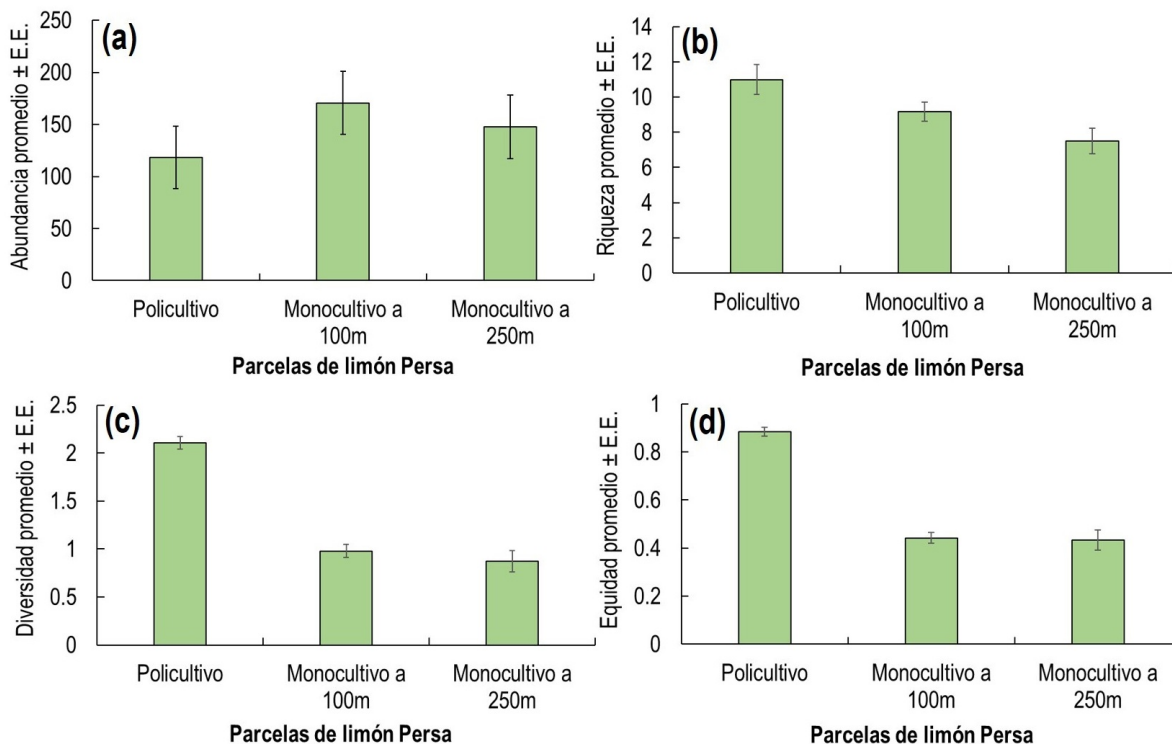 (a)
Abundancia promedio ± E.E.
250
200
150
100
50
0
Policultivo
Monocultivo a
100m
Monocultivo a
250m
Parcelas de limón Persa
(b)
Riqueza promedio ± E.E.
14
12
10
8
6
4
2
0
Policultivo
Monocultivo a
100m
Monocultivo a
250m
Parcelas de limón Persa
(c)
Diversidad promedio ± E.E.
2.5
2
1.5
1
0.5
0
Policultivo
Monocultivo a
100m
Monocultivo a
250m
Parcelas de limón Persa
(d)
Equidad promedio ± E.E.
1
0.8
0.6
0.4
0.2
0
Policultivo
Monocultivo a
100m
Monocultivo a
250m
Parcelas de limón Persa